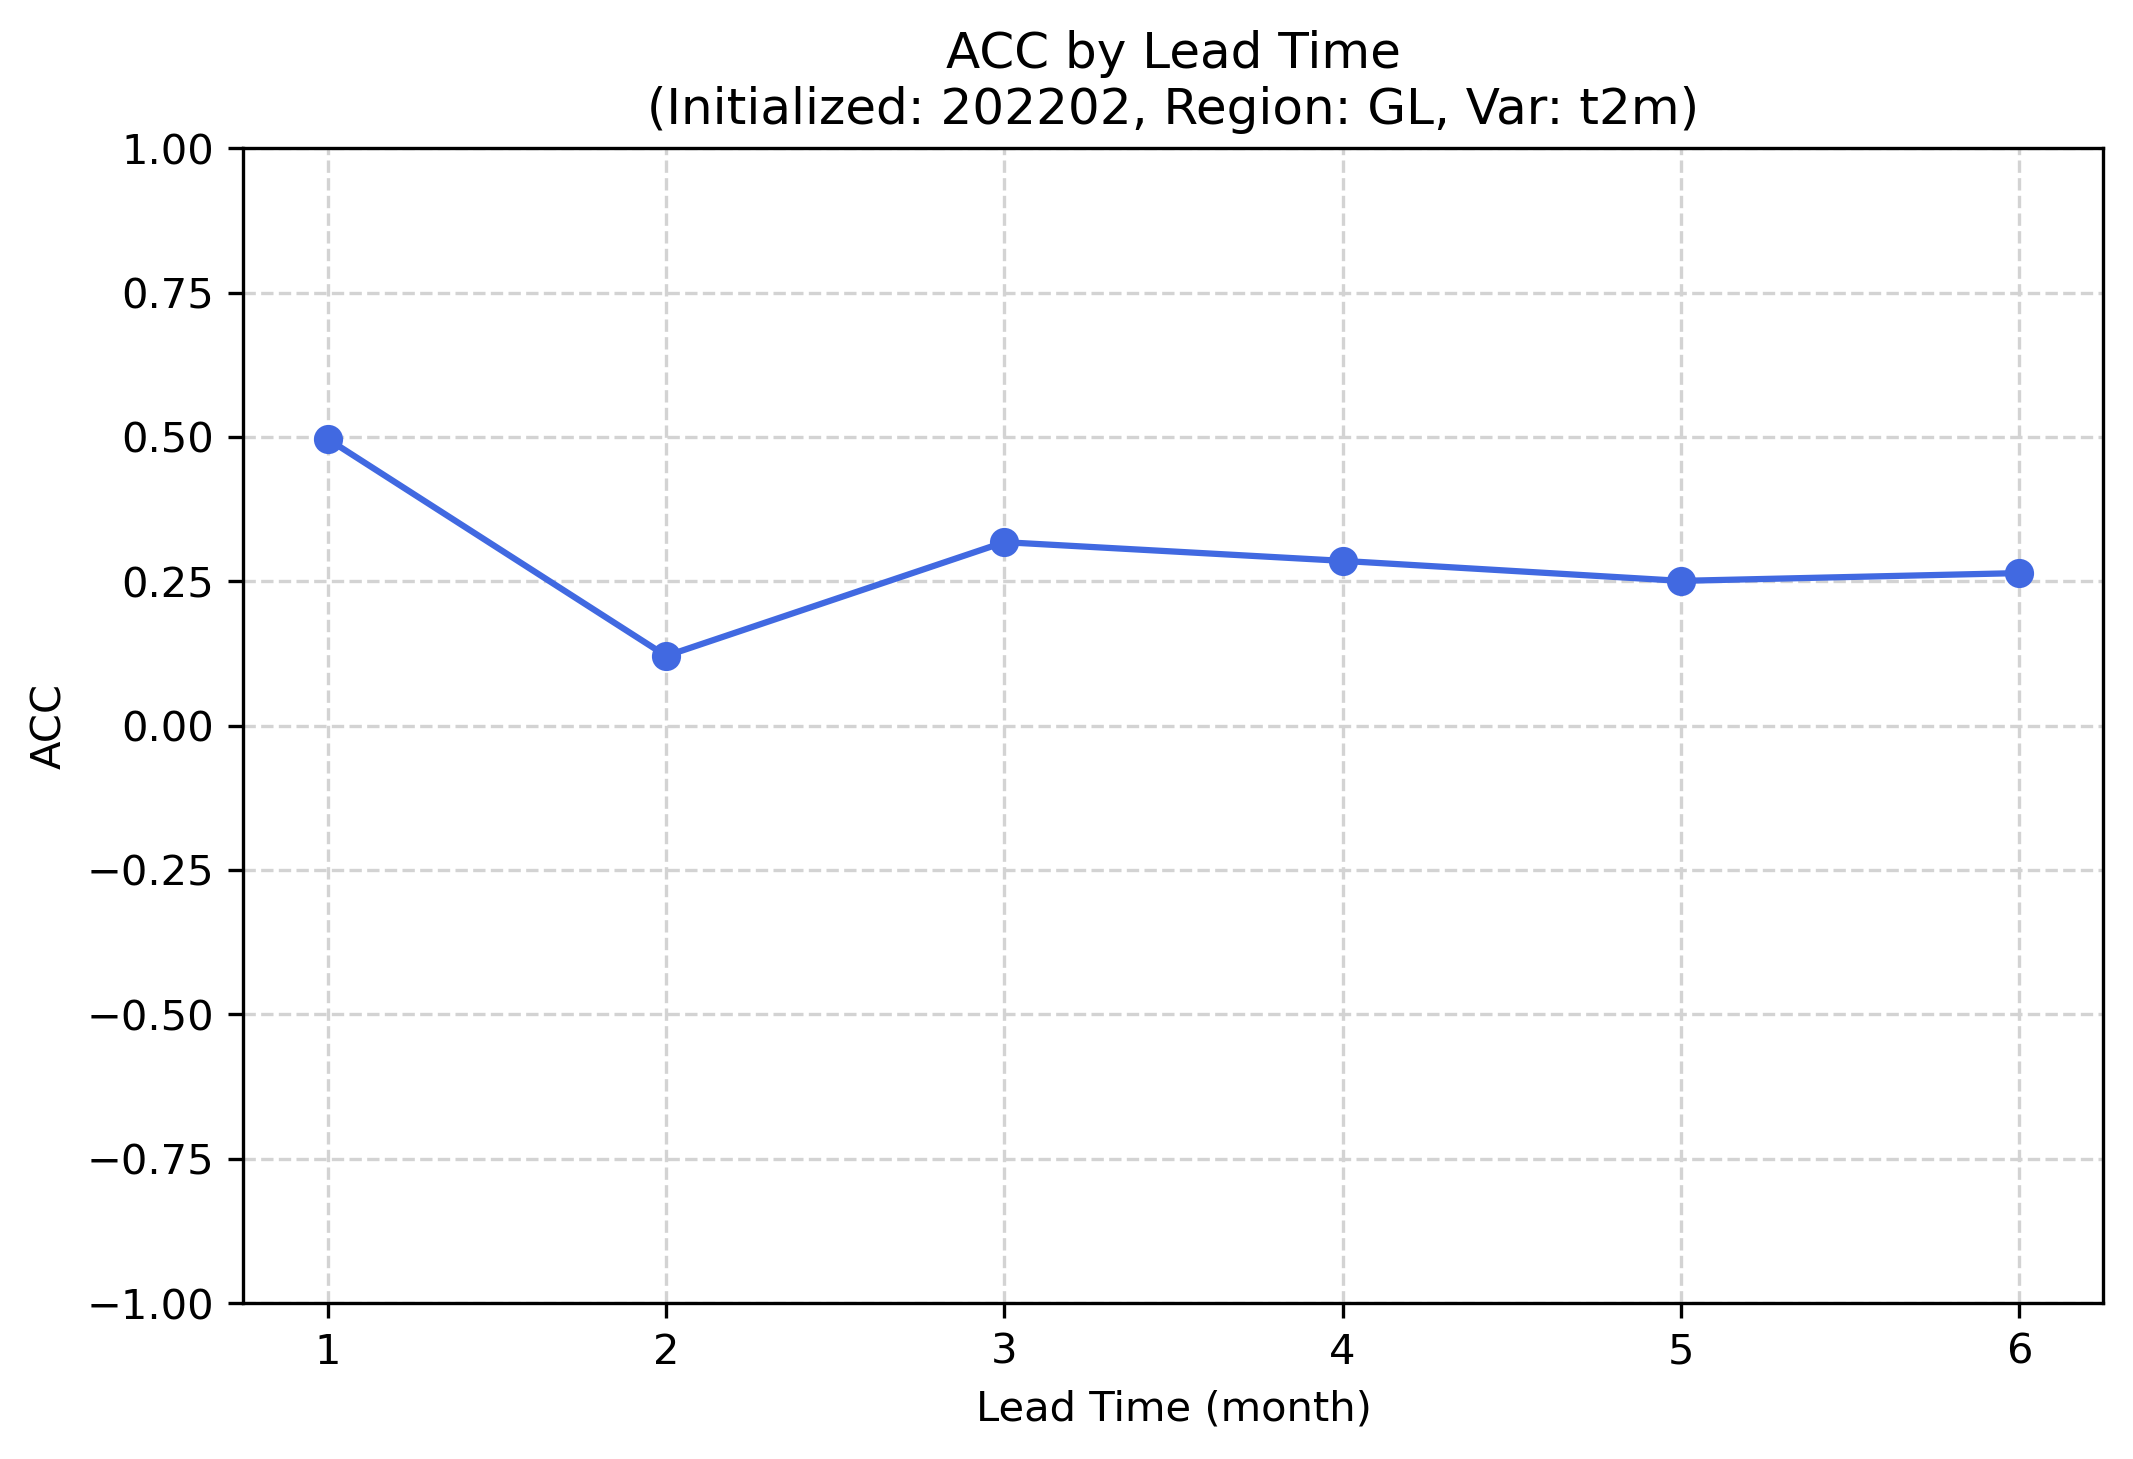 ACC by Lead Time
(Initialized: 202202, Region: GL, Var: t2m)
1.00
0.75
0.50
0.25
0.00
−0.25
−0.50
−0.75
−1.00
ACC
1 2 3 4 5 6
Lead Time (month)